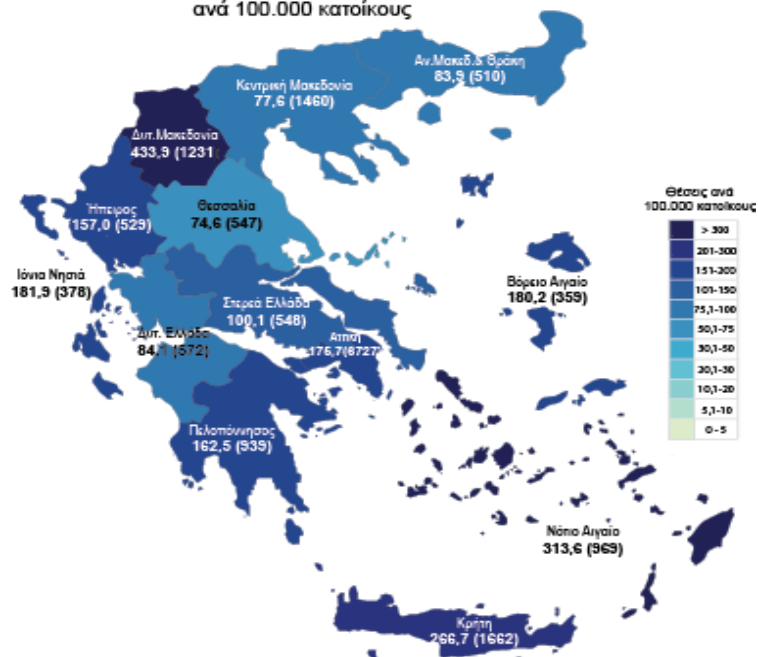 ανά 100.000 κατοίκους
Αν.Μακεδ.& Θράκη
83,9 (510)
Κεντρική Μακεδονία
77,6 (1460)
Δυτ.Μακεδονία
433,9 (1231
Ήπειρος
157,0 (529)
Θεσσαλία
74,6 (547)
Θέσεις ανά
100.000 κατοίκους
> 300
201-300
151-200
101-150
75,1-100
50,1-75
30,1-50
20,1-30
10,1-20
5,1-10
0 - 5
Ιόνια Νησιά
181,9 (378)
Βόρειο Αιγαίο
180,2 (359)
Στερεά Ελλάδα
100,1 (548)
Δυτ. Ελλάδα
84,1 (572)
Αττική
175,7(6727
Πελοπόννησος
162,5 (939)
Νότιο Αιγαίο
313,6 (969)
Κρήτη
266,7 (1662)